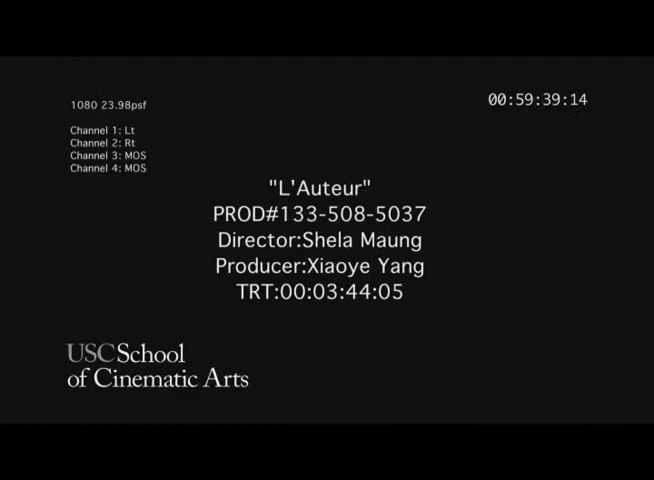 1080 23.98psf
00:59:39:14
Channel 1: Lt
Channel 2: Rt
Channel 3: MOS
Channel 4: MOS
"L'Auteur"
PROD#133-508-5037
Director:Shela Maung
Producer:Xiaoye Yang
TRT:00:03:44:05
USC School
of Cinematic Arts